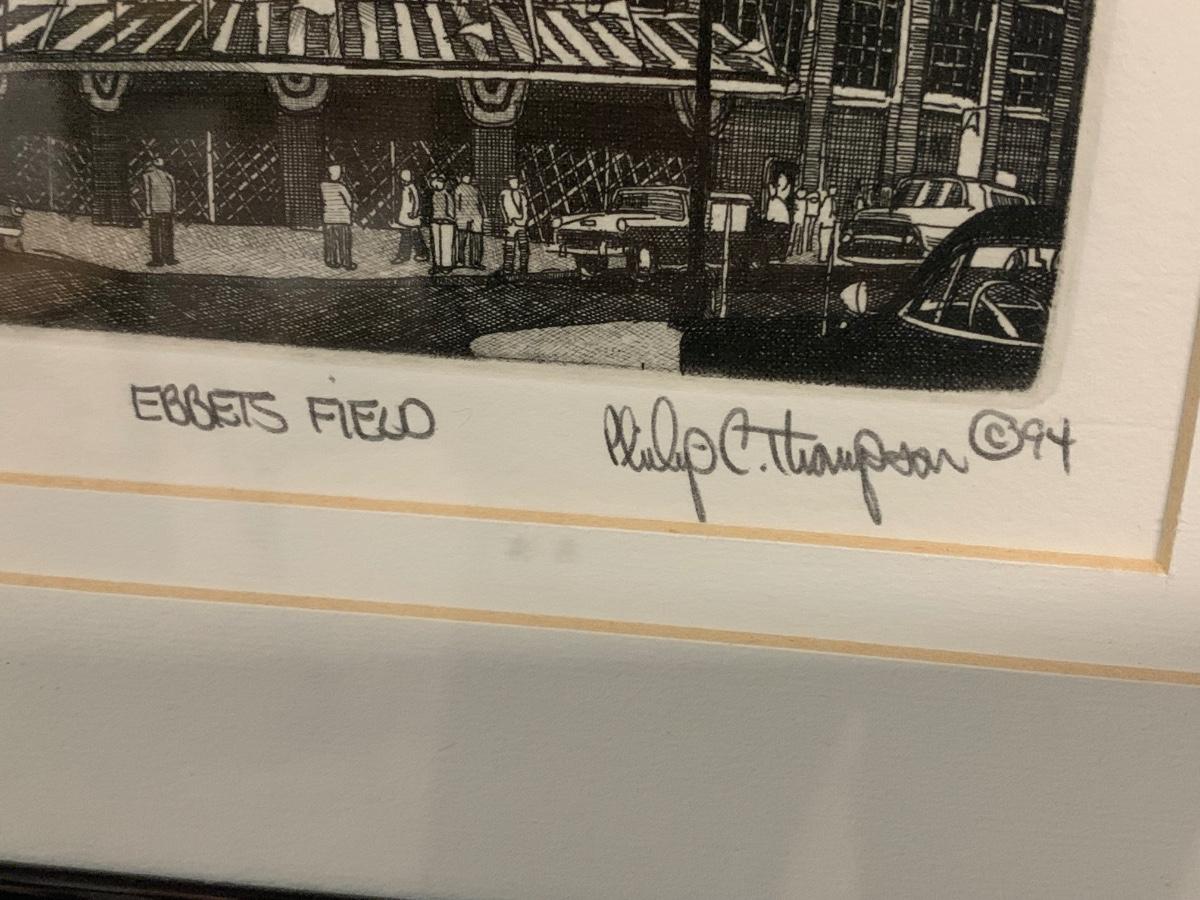 EBBETS FIELD
Philip C. Thompson ©94